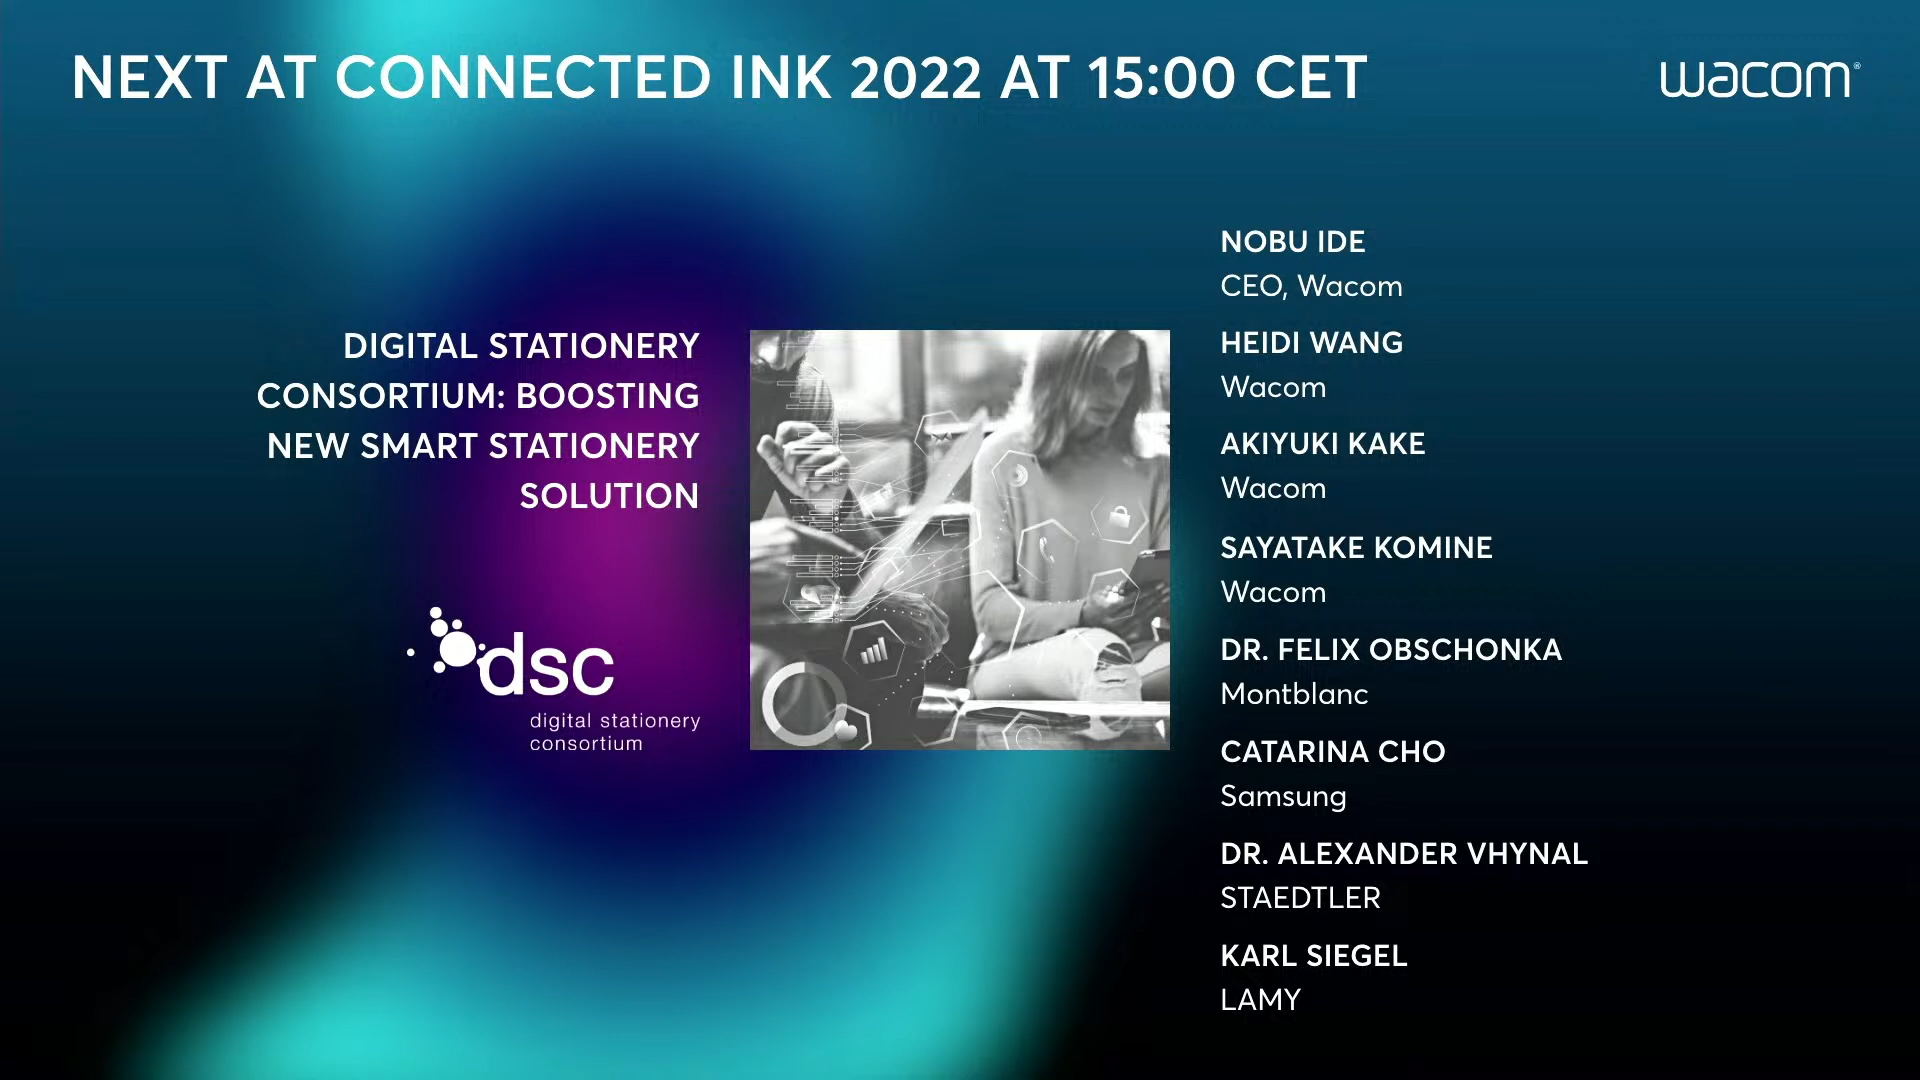 NEXT AT CONNECTED INK 2022 AT 15:00 CET
wacom®
DIGITAL STATIONERY
CONSORTIUM: BOOSTING
NEW SMART STATIONERY
SOLUTION
dsc
digital stationery
consortium
NOBU IDE
CEO, Wacom
HEIDI WANG
Wacom
AKIYUKI KAKE
Wacom
SAYATAKE KOMINE
Wacom
DR. FELIX OBSCHONKA
Montblanc
CATARINA CHO
Samsung
DR. ALEXANDER VHYNAL
STAEDTLER
KARL SIEGEL
LAMY